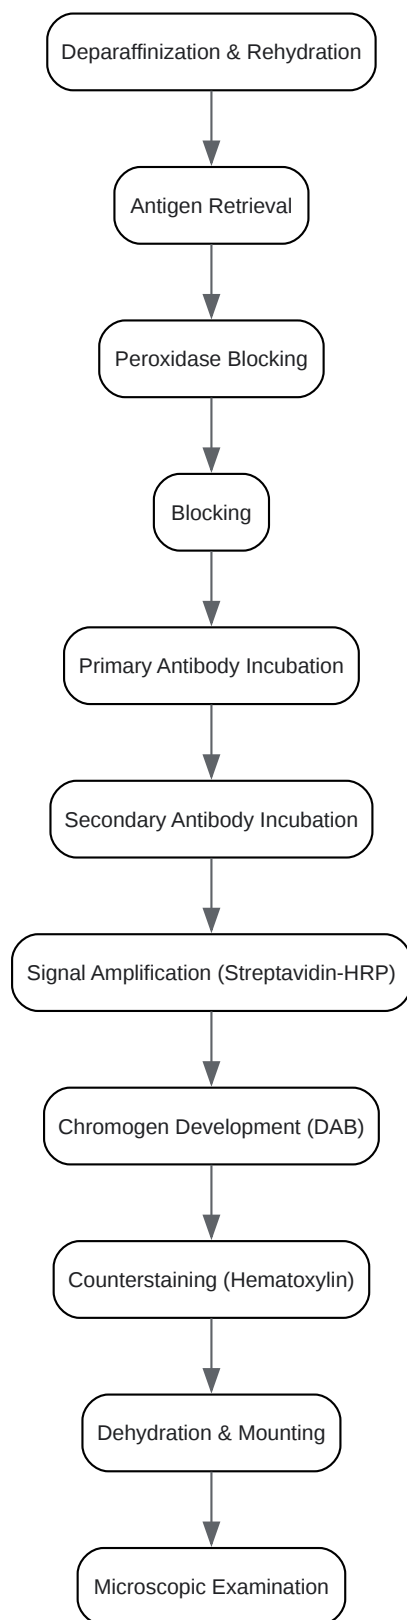 Deparaffinization & Rehydration
Antigen Retrieval
Peroxidase Blocking
Blocking
Primary Antibody Incubation
Secondary Antibody Incubation
Signal Amplification (Streptavidin-HRP)
Chromogen Development (DAB)
Counterstaining (Hematoxylin)
Dehydration & Mounting
Microscopic Examination